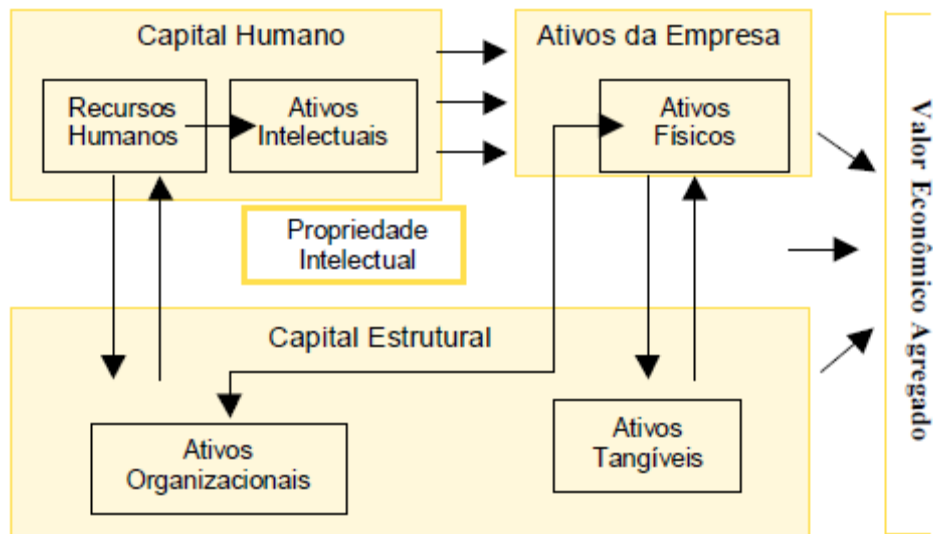 Capital Humano
Recursos
Humanos
Ativos
Intelectuais
Ativos da Empresa
Ativos
Físicos
Propriedade
Intelectual
Capital Estrutural
Ativos
Organizacionais
Ativos
Tangíveis
Valor Econômico Agregado